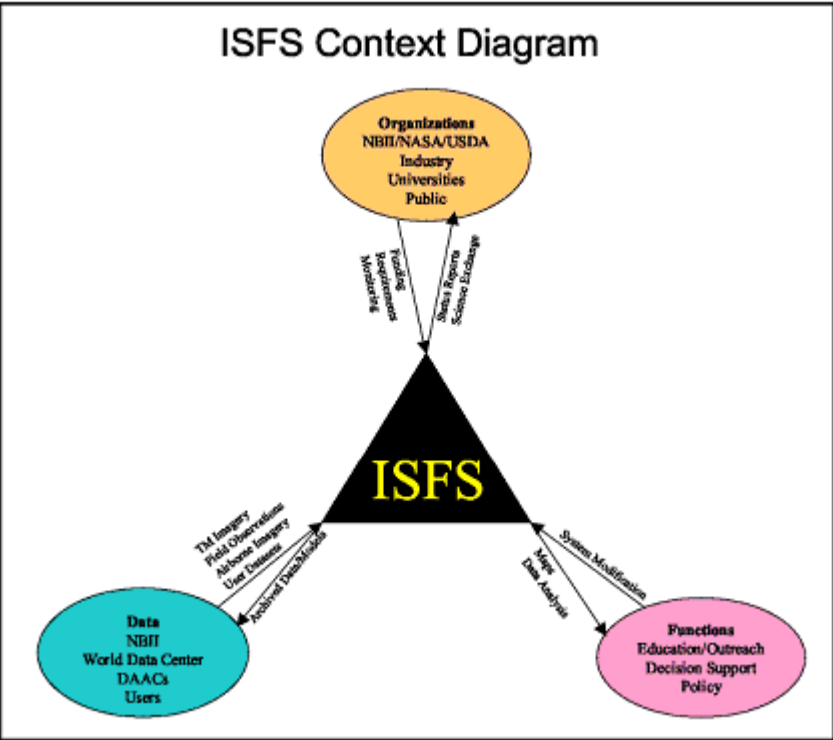 ISFS Context Diagram
Organizations
NBII/NASA/USDA
Industry
Universities
Public
Funding
Requirements
Monitoring
Status Reports
Science Exchange
ISFS
TM Imagery
Field Observations
Airborne Imagery
User Datasets
Archived Data/Models
Maps
Data Analysis
System Modification
Data
NBII
World Data Center
DAACs
Users
Functions
Education/Outreach
Decision Support
Policy